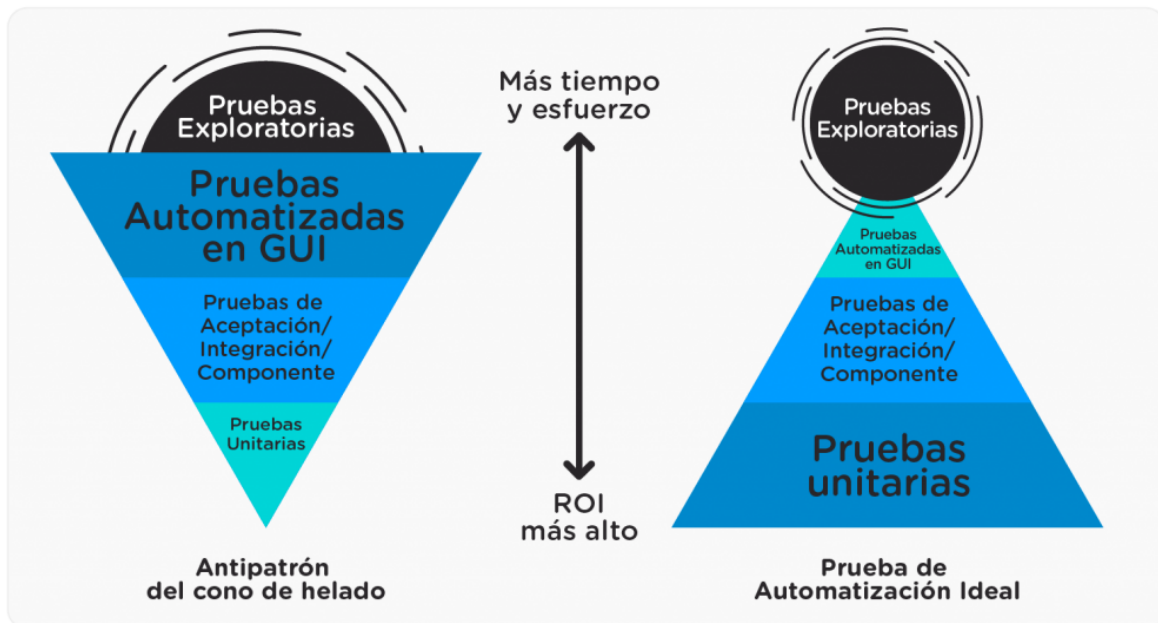 Pruebas
Exploratorias
Pruebas
Automatizadas
en GUI
Pruebas de
Aceptación/
Integración/
Componente
Pruebas
Unitarias
Antipatrón
del cono de helado
Más tiempo
y esfuerzo
ROI
más alto
Pruebas
Exploratorias
Pruebas
Automatizadas
en GUI
Pruebas de
Aceptación/
Integración/
Componente
Pruebas
unitarias
Prueba de
Automatización Ideal